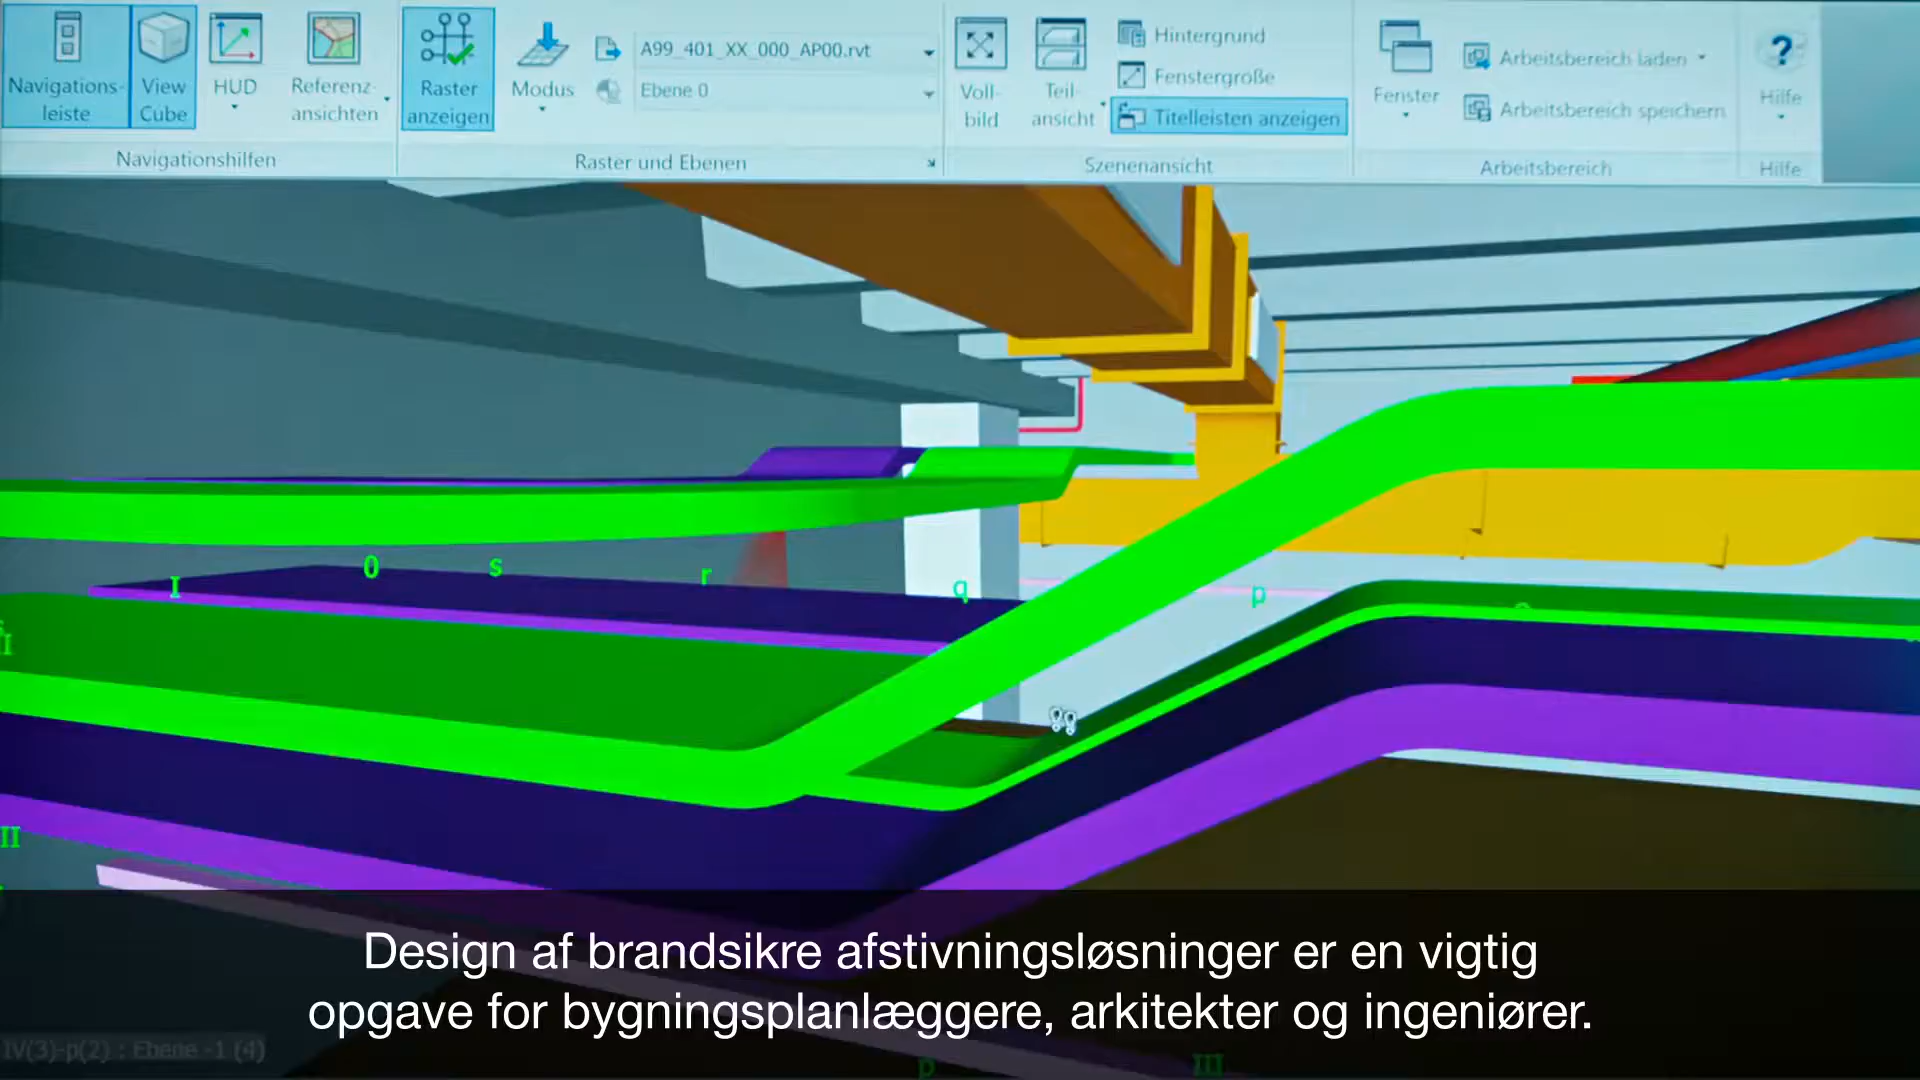 Navigations-
leiste
View
Cube
HUD
Referenz-
ansichten
Navigationshilfen
Raster
anzeigen
Modus
A99_401_XX_000_AP00.rvt
Ebene 0
Raster und Ebenen
Voll-
bild
Teil-
ansicht
Hintergrund
Fenstergröße
Titelleisten anzeigen
Szenenansicht
Fenster
Arbeitsbereich laden
Arbeitsbereich speichern
Arbeitsbereich
?
Hilfe
Hilfe
I
0
s
r
q
p
I
II
Design af brandsikre afstivningsløsninger er en vigtig
opgave for bygningsplanlæggere, arkitekter og ingeniører.
IV(3)-p(2) : Ebene -1 (4)
p
III